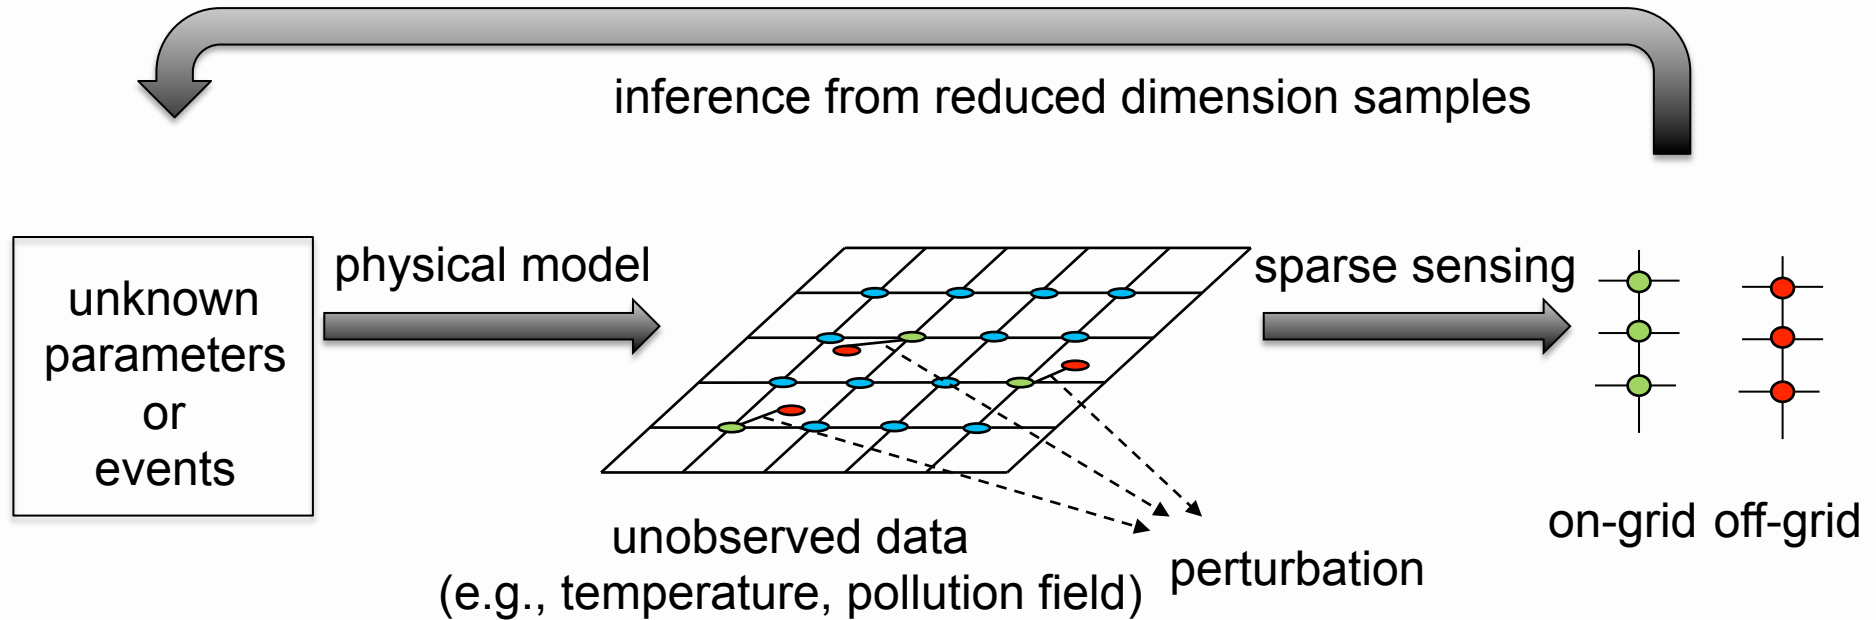 inference from reduced dimension samples
unknown
parameters
or
events
physical model
sparse sensing
unobserved data
(e.g., temperature, pollution field)
perturbation
on-grid off-grid